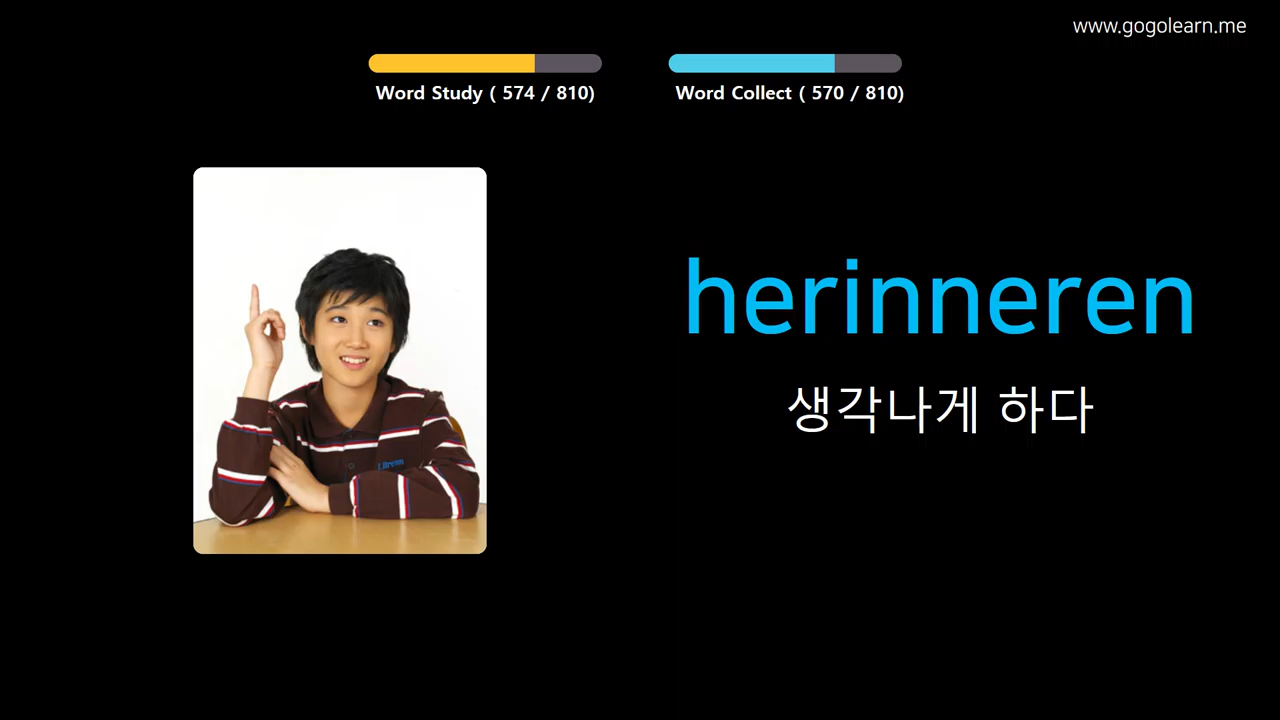 www.gogolearn.me
Word Study ( 574 / 810)
Word Collect ( 570 / 810)
herinneren
생각나게 하다